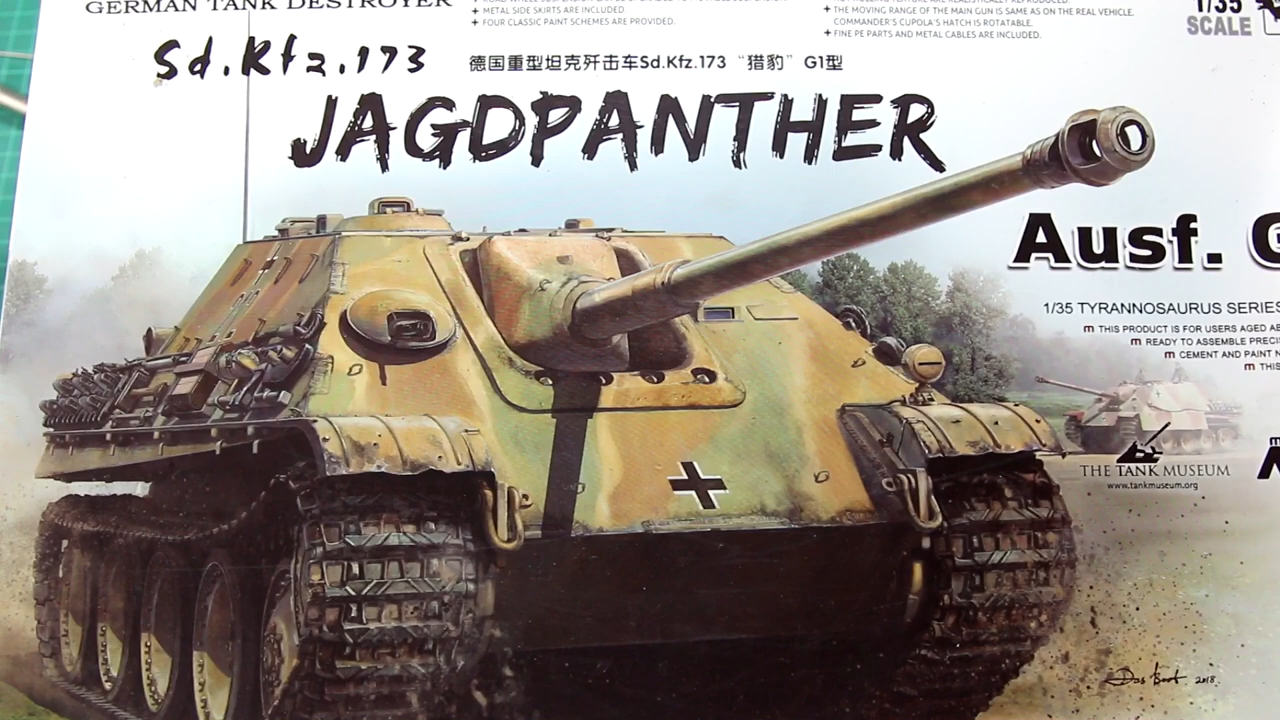 GERMAN TANK DESTROYER
METAL SIDE SKIRTS ARE INCLUDED.
FOUR CLASSIC PAINT SCHEMES ARE PROVIDED.
THE MOVING RANGE OF THE MAIN GUN IS SAME AS ON THE REAL VEHICLE.
COMMANDER'S CUPOLA'S HATCH IS ROTATABLE.
FINE PE PARTS AND METAL CABLES ARE INCLUDED.
1/35
SCALE
Sd.Kfz.173
德国重型坦克歼击车Sd.Kfz.173 “猎豹” G1型
JAGDPANTHER
Ausf. G
1/35 TYRANNOSAURUS SERIES
THIS PRODUCT IS FOR USERS AGED
READY TO ASSEMBLE
CEMENT AND PAINT
THIS
THE TANK MUSEUM
www.tankmuseum.org
Das Boot 2018